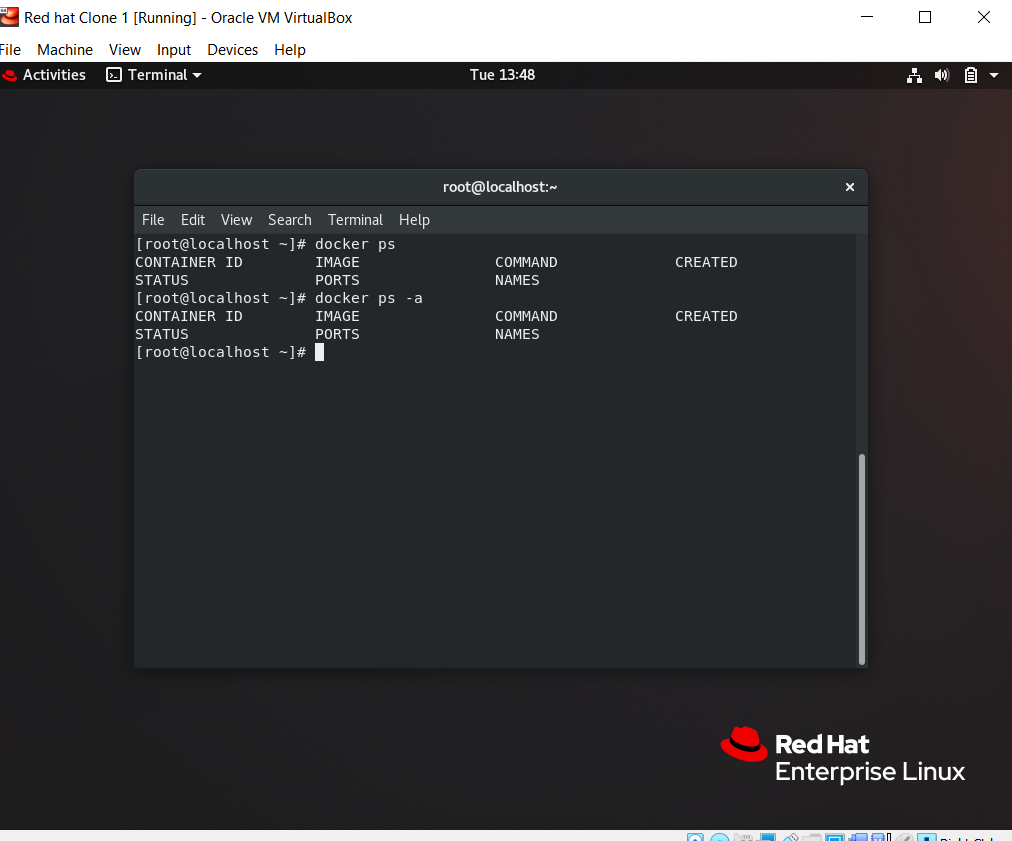 Red hat Clone 1 [Running] - Oracle VM VirtualBox
File Machine View Input Devices Help
Activities Terminal Tue 13:48
root@localhost:~
File Edit View Search Terminal Help
[root@localhost ~]# docker ps
CONTAINER ID IMAGE COMMAND CREATED
STATUS PORTS NAMES
[root@localhost ~]# docker ps -a
CONTAINER ID IMAGE COMMAND CREATED
STATUS PORTS NAMES
[root@localhost ~]#
Red Hat
Enterprise Linux